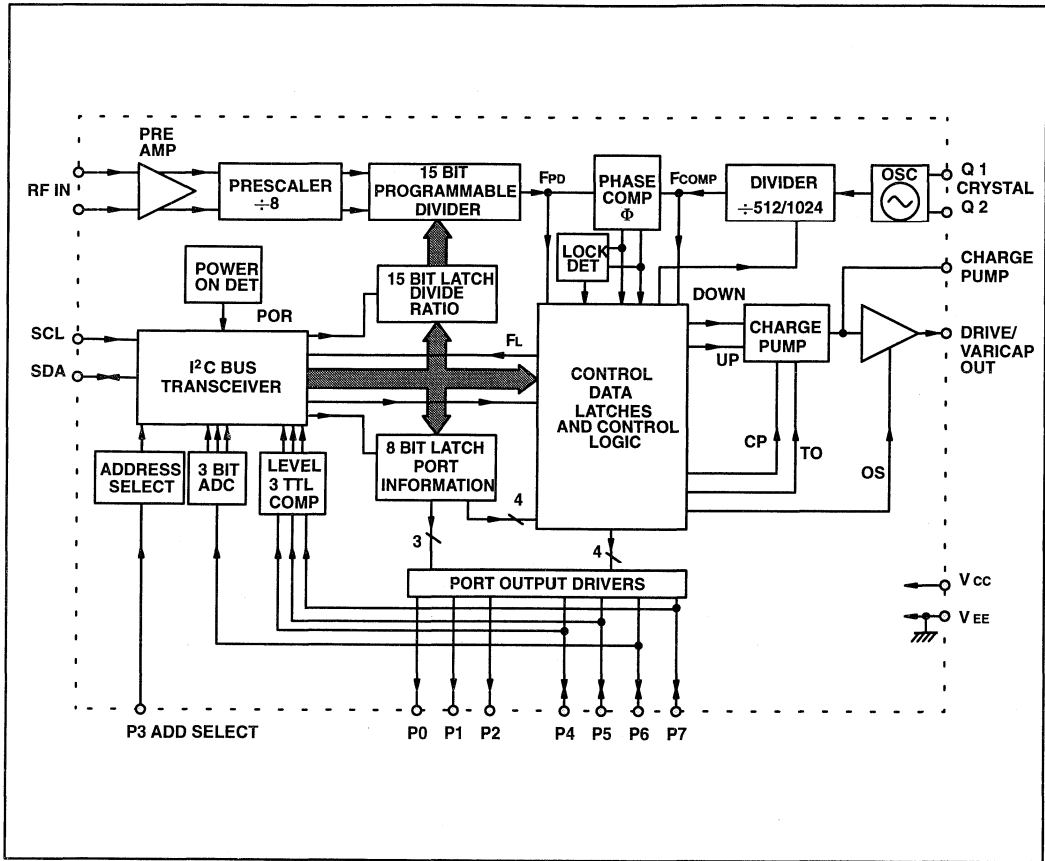 PRE
AMP
RF IN
PRESCALER
÷8
15 BIT
PROGRAMMABLE
DIVIDER
FPD
PHASE
COMP
Φ
FCOMP
DIVIDER
÷512/1024
OSC
Q 1
CRYSTAL
Q 2
POWER
ON DET
POR
15 BIT LATCH
DIVIDE
RATIO
LOCK
DET
CHARGE
PUMP
SCL
SDA
I²C BUS
TRANSCEIVER
FL
CONTROL
DATA
LATCHES
AND CONTROL
LOGIC
DOWN
UP
CHARGE
PUMP
DRIVE/
VARICAP
OUT
ADDRESS
SELECT
3 BIT
ADC
LEVEL
3 TTL
COMP
8 BIT LATCH
PORT
INFORMATION
CP
TO
OS
3
4
4
PORT OUTPUT DRIVERS
V CC
V EE
P3 ADD SELECT
P0 P1 P2 P4 P5 P6 P7